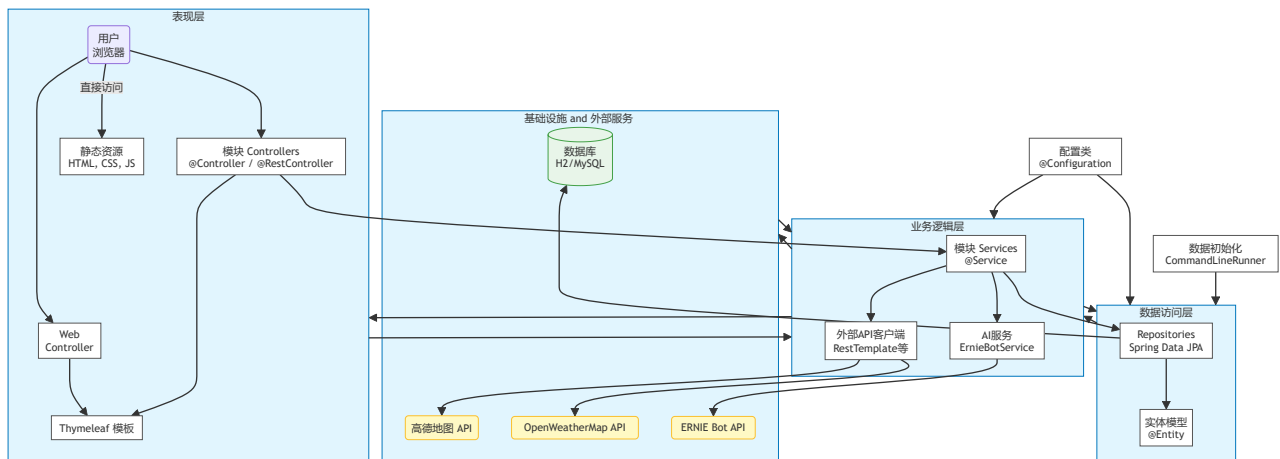 表现层
用户
浏览器
直接访问
静态资源
HTML, CSS, JS
模块 Controllers
@Controller / @RestController
Web
Controller
Thymeleaf 模板
基础设施 and 外部服务
数据库
H2/MySQL
高德地图 API
OpenWeatherMap API
ERNIE Bot API
业务逻辑层
模块 Services
@Service
外部API客户端
RestTemplate等
AI服务
ErnieBotService
配置类
@Configuration
数据初始化
CommandLineRunner
数据访问层
Repositories
Spring Data JPA
实体模型
@Entity